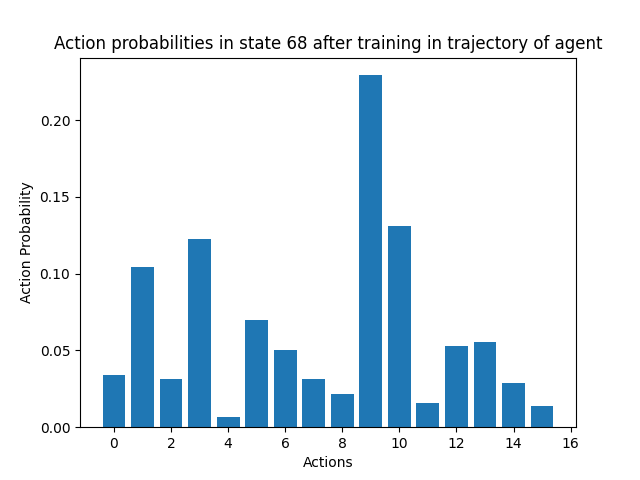 Action probabilities in state 68 after training in trajectory of agent
0.20
0.15
0.10
0.05
0.00
Action Probability
0 2 4 6 8 10 12 14 16
Actions